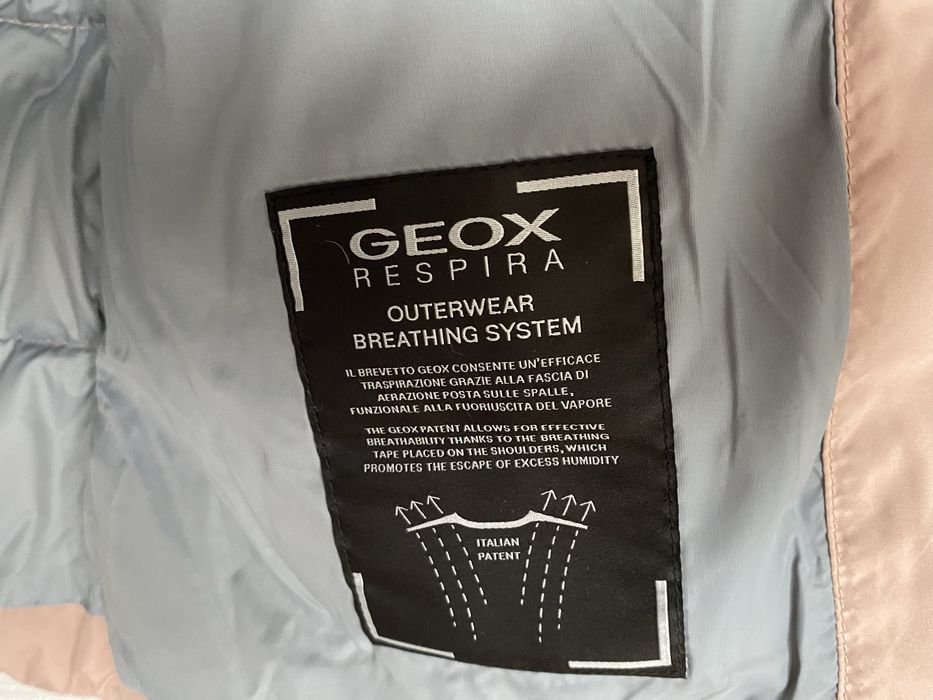 GEOX
RESPIRA
OUTERWEAR
BREATHING SYSTEM
IL BREVETTO GEOX CONSENTE UN'EFFICACE
TRASPIRAZIONE GRAZIE ALLA FASCIA DI
AERAZIONE POSTA SULLE SPALLE,
FUNZIONALE ALLA FUORIUSCITA DEL VAPORE
THE GEOX PATENT ALLOWS FOR EFFECTIVE
BREATHABILITY THANKS TO THE BREATHING
TAPE PLACED ON THE SHOULDERS, WHICH
PROMOTES THE ESCAPE OF EXCESS HUMIDITY
ITALIAN
PATENT